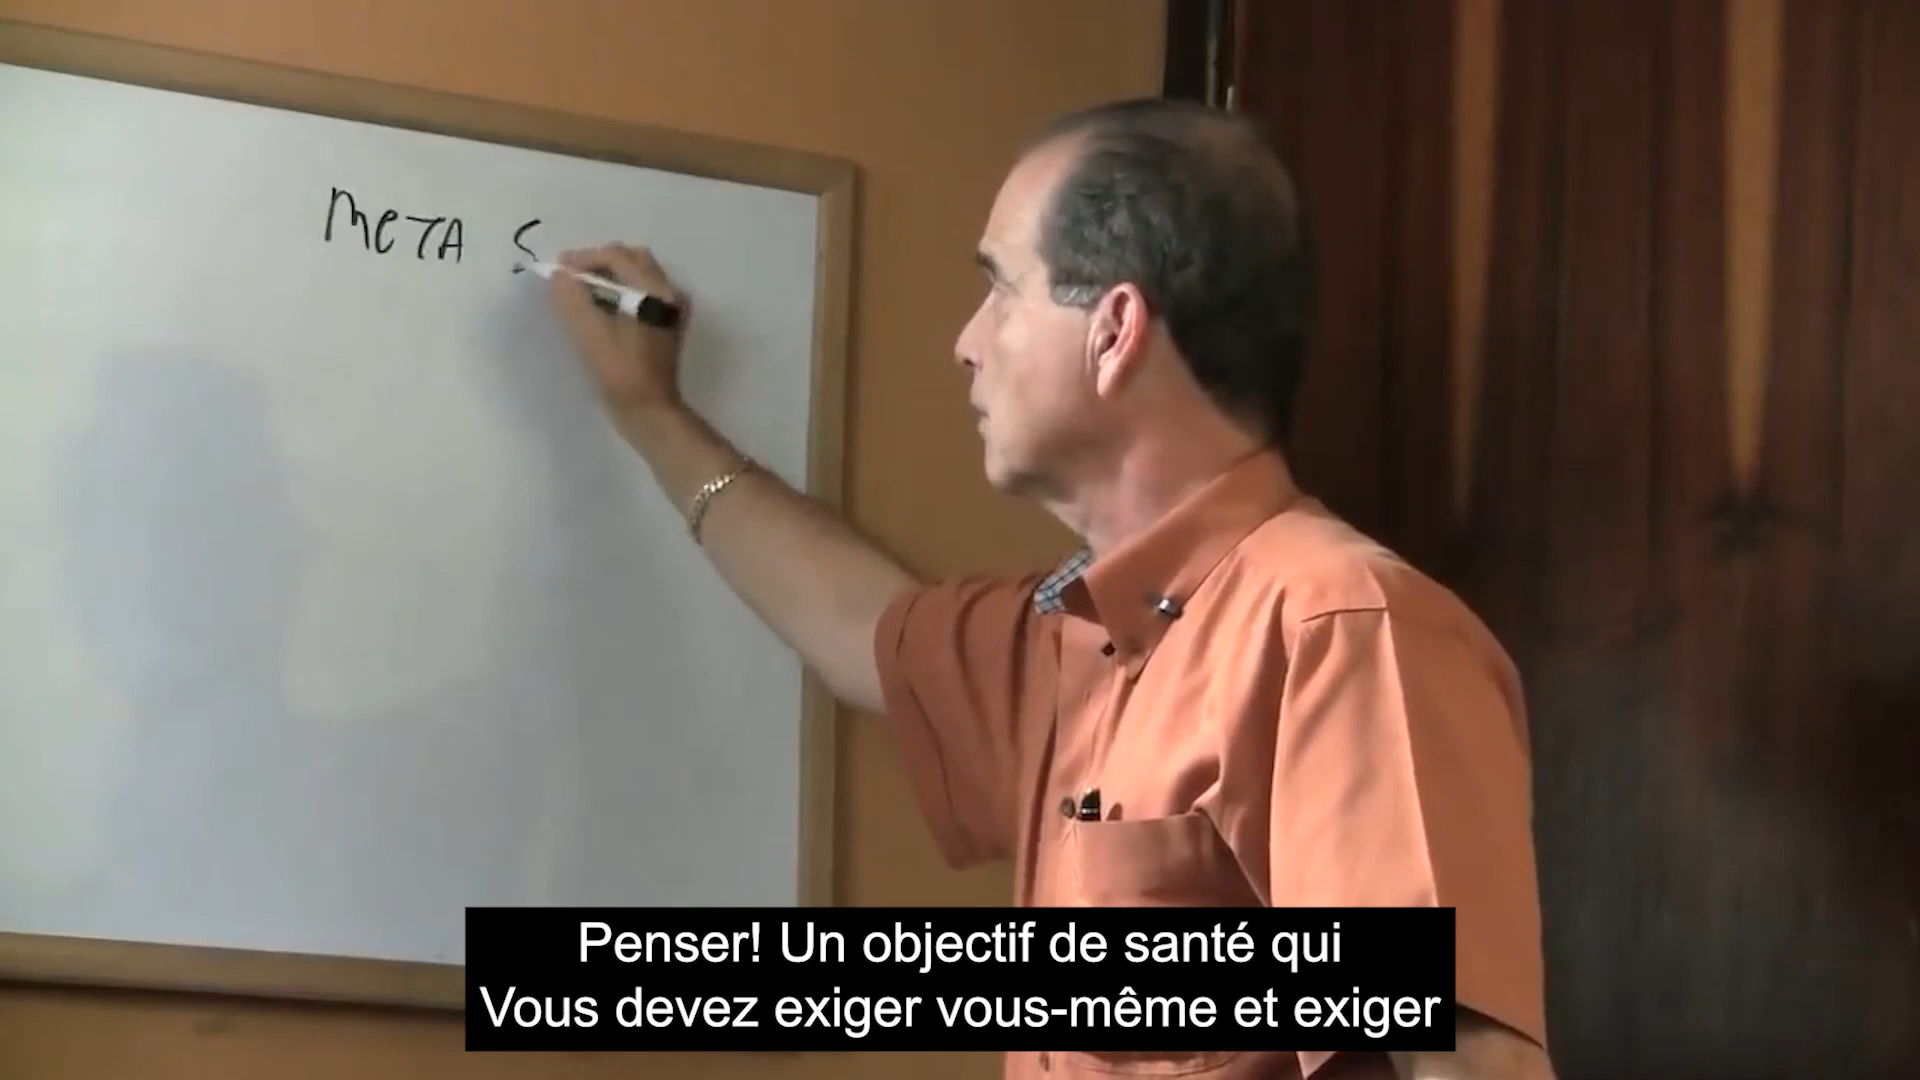 META S
Penser! Un objectif de santé qui
Vous devez exiger vous-même et exiger